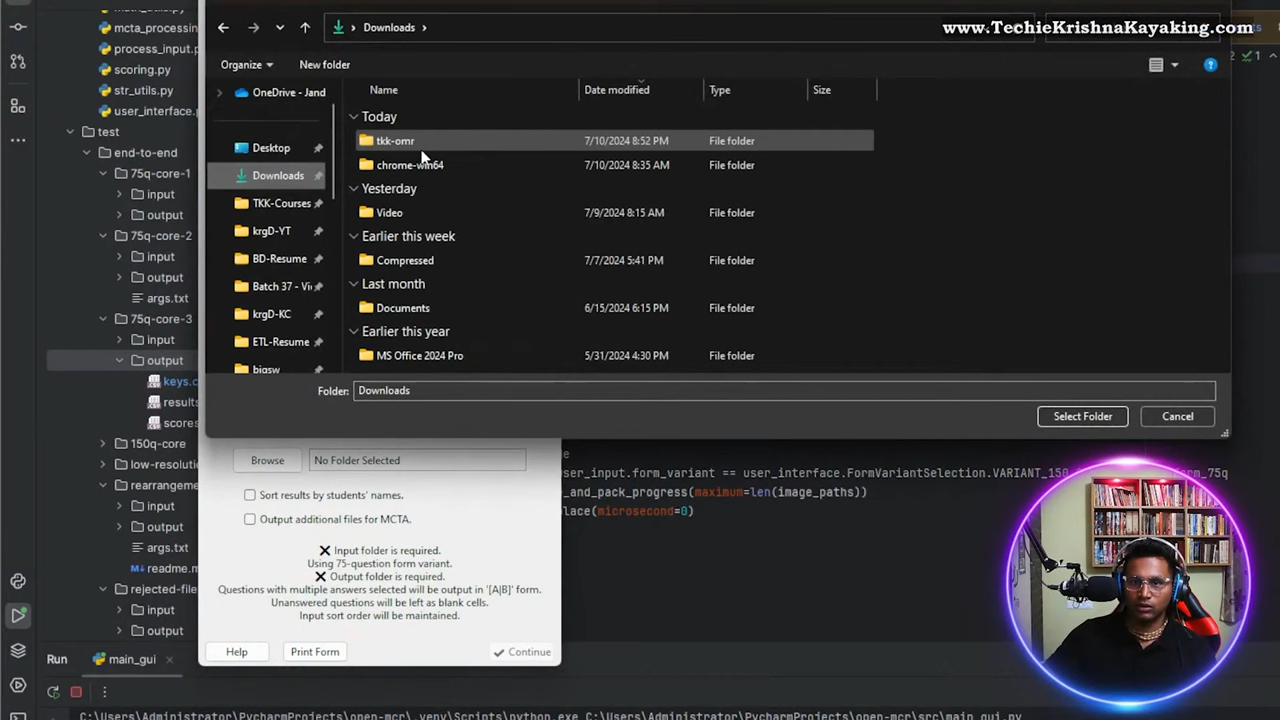 math_utils.py
mcta_processing
process_input.p
scoring.py
str_utils.py
user_interface.p
test
end-to-end
75q-core-1
input
output
75q-core-2
input
output
args.txt
75q-core-3
input
output
keys.c
results
scores
150q-core
low-resolutio
rearrangeme
input
output
args.txt
readme.m
rejected-file
input
output
Run
main_gui
Downloads
www.TechieKrishnaKayaking.com
Organize
New folder
OneDrive - Jand
Desktop
Downloads
TKK-Courses
krgD-YT
BD-Resume
Batch 37 - Vi
krgD-KC
ETL-Resume
bigsw
Name Date modified Type Size
Today
tkk-omr 7/10/2024 8:52 PM File folder
chrome-win64 7/10/2024 8:35 AM File folder
Yesterday
Video 7/9/2024 8:15 AM File folder
Earlier this week
Compressed 7/7/2024 5:41 PM File folder
Last month
Documents 6/15/2024 6:15 PM File folder
Earlier this year
MS Office 2024 Pro 5/31/2024 4:30 PM File folder
Folder: Downloads
Select Folder
Cancel
Browse
No Folder Selected
Sort results by students' names.
Output additional files for MCTA.
Input folder is required.
Using 75-question form variant.
Output folder is required.
Questions with multiple answers selected will be output in '[A|B]' form.
Unanswered questions will be left as blank cells.
Input sort order will be maintained.
Help
Print Form
Continue
user_input.form_variant == user_interface.FormVariantSelection.VARIANT_150
_and_pack_progress(maximum=len(image_paths))
place(microsecond=0)
C:\Users\Administrator\PycharmProjects\open-mcr\.venv\Scripts\python.exe C:\Users\Administrator\PycharmProjects\open-mcr\src\main_gui.py